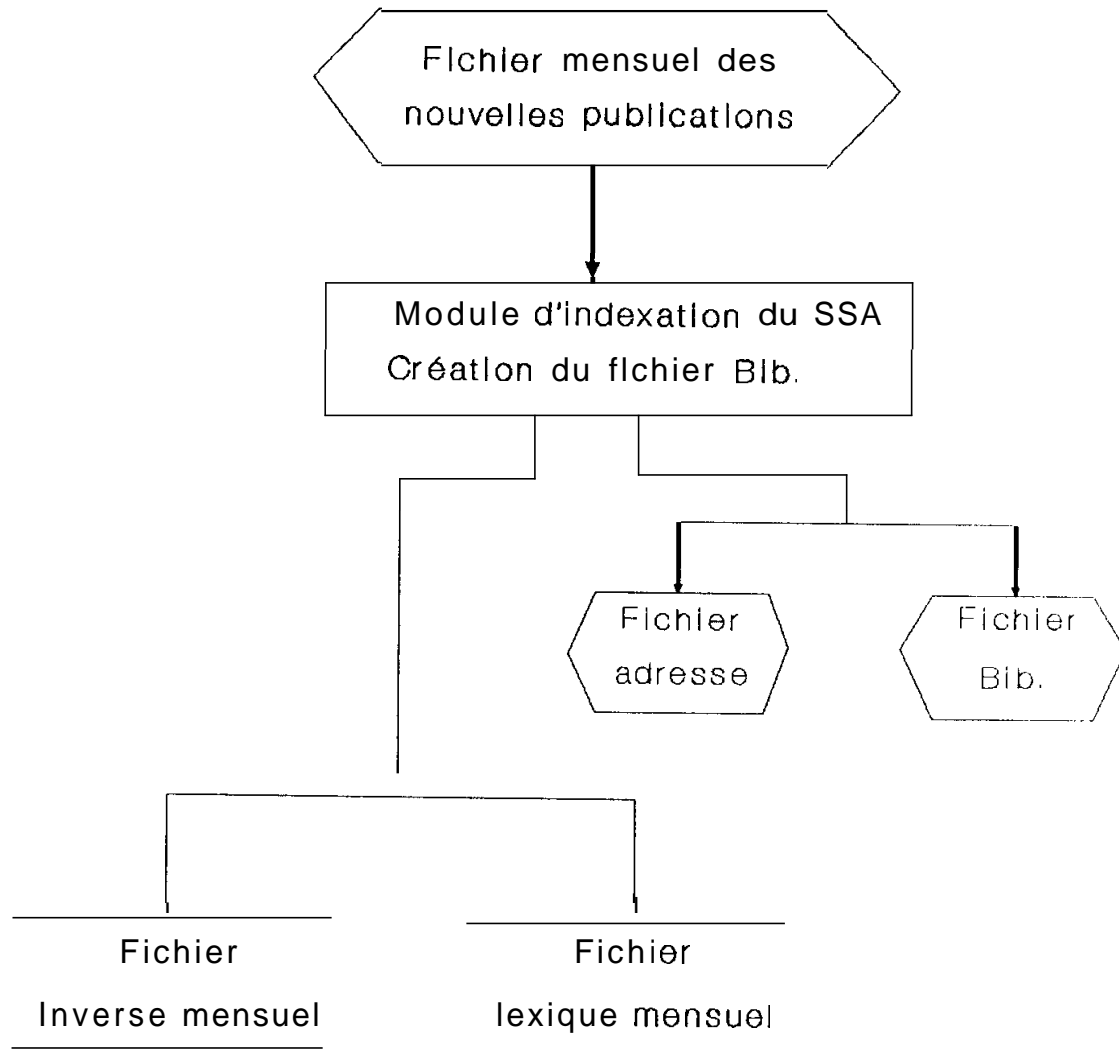 Fichier mensuel des
nouvelles publications
Module d'indexation du SSA
Création du fichier Bib.
Fichier
adresse
Fichier
Bib.
Fichier
Inverse mensuel
Fichier
lexique mensuel